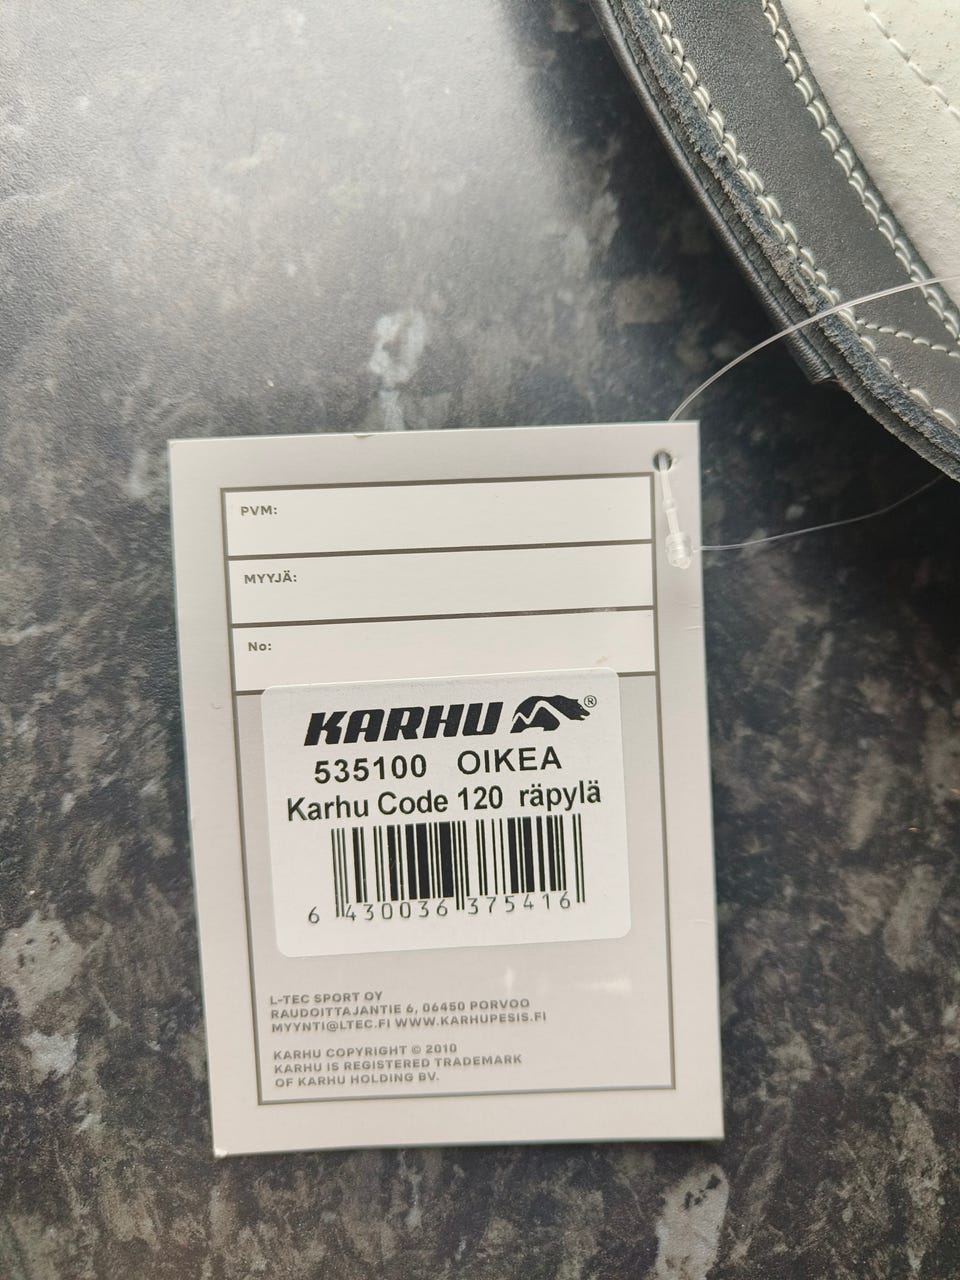 PVM:
MYYJÄ:
No:
KARHU ®
535100 OIKEA
Karhu Code 120 räpylä
6 430036 375416
L-TEC SPORT OY
RAUDOITTAJANTIE 6, 06450 PORVOO
MYYNTI@LTEC.FI WWW.KARHUPESIS.FI
KARHU COPYRIGHT © 2010
KARHU IS REGISTERED TRADEMARK
OF KARHU HOLDING BV.